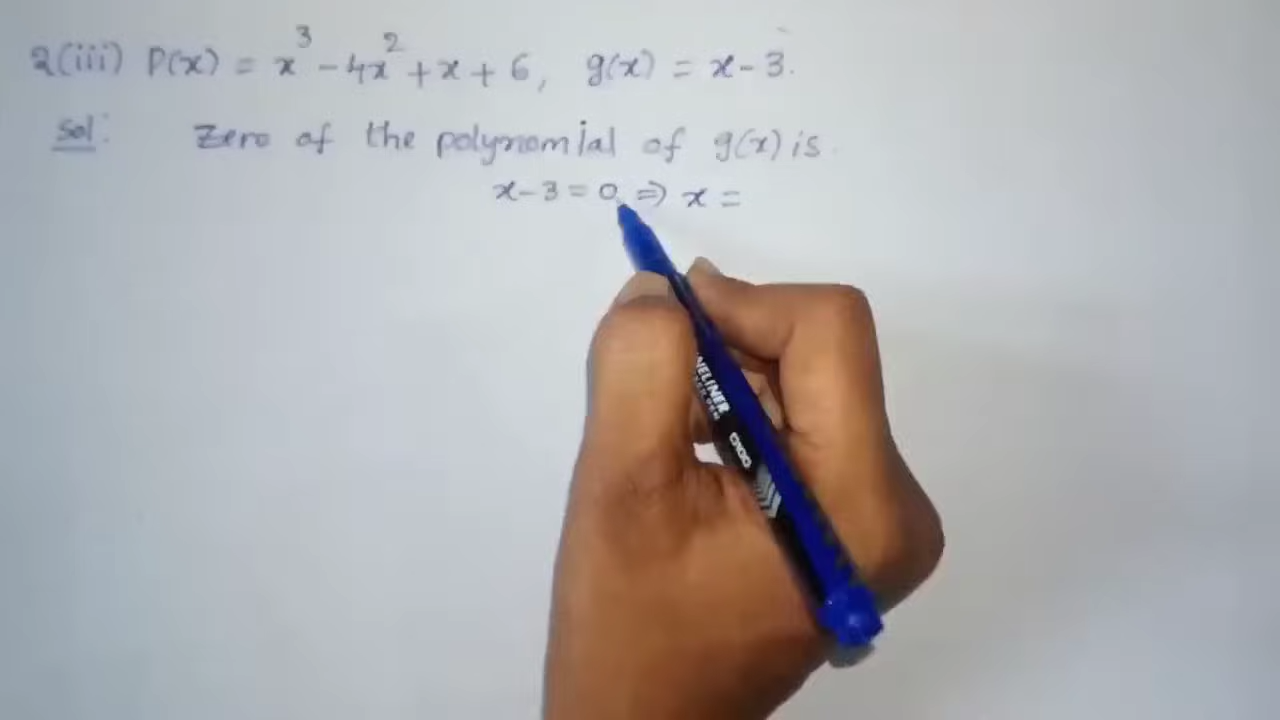 2(iii) P(x) = x³ - 4x² + x + 6, g(x) = x - 3.
Sol: Zero of the polynomial of g(x) is
x - 3 = 0 ⇒ x =